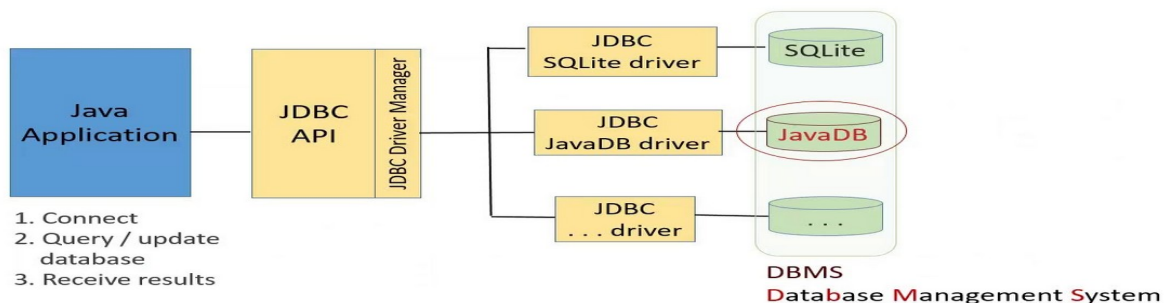 Java
Application
JDBC
API
JDBC Driver Manager
JDBC
SQLite driver
SQLite
JDBC
JavaDB driver
JavaDB
JDBC
... driver
...
1. Connect
2. Query / update
database
3. Receive results
DBMS
Database Management System